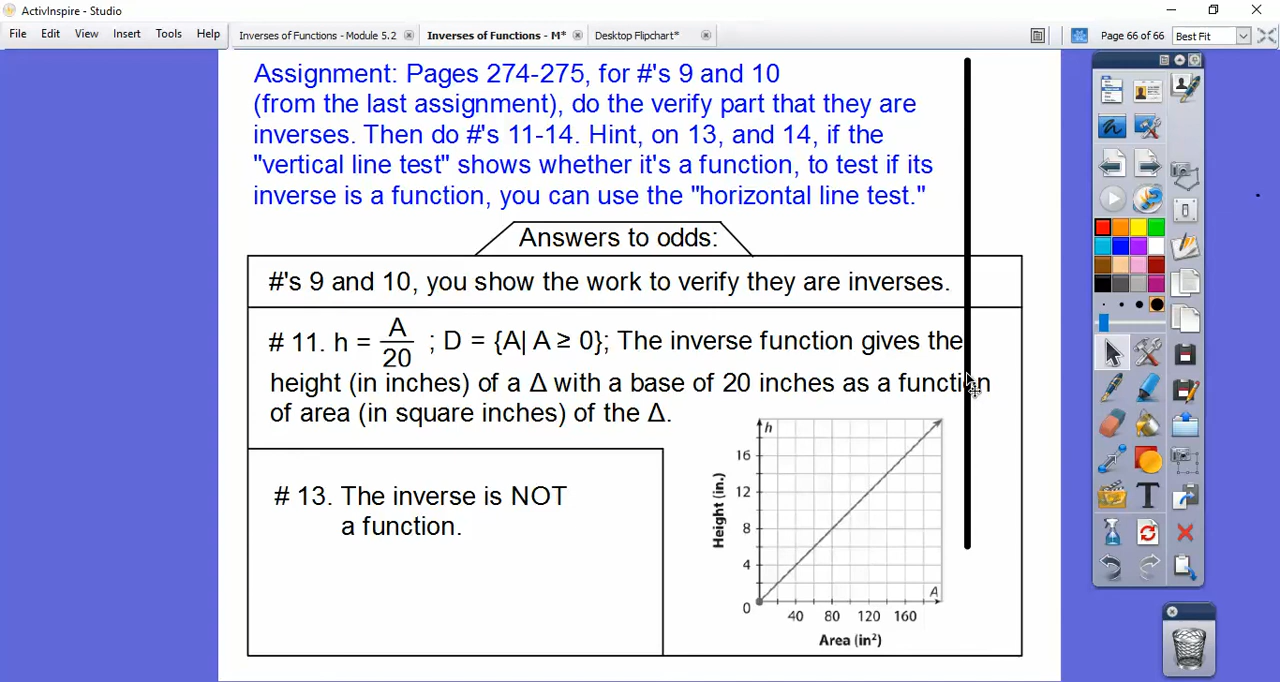 ActivInspire - Studio
File Edit View Insert Tools Help
Inverses of Functions - Module 5.2
Inverses of Functions - M*
Desktop Flipchart*
Page 66 of 66
Best Fit
Assignment: Pages 274-275, for #'s 9 and 10
(from the last assignment), do the verify part that they are
inverses. Then do #'s 11-14. Hint, on 13, and 14, if the
"vertical line test" shows whether it's a function, to test if its
inverse is a function, you can use the "horizontal line test."
Answers to odds:
#'s 9 and 10, you show the work to verify they are inverses.
# 11. h = A/20 ; D = {A| A ≥ 0}; The inverse function gives the
height (in inches) of a Δ with a base of 20 inches as a function
of area (in square inches) of the Δ.
# 13. The inverse is NOT
a function.
h
16
12
8
4
0
40 80 120 160
A
Height (in.)
Area (in²)